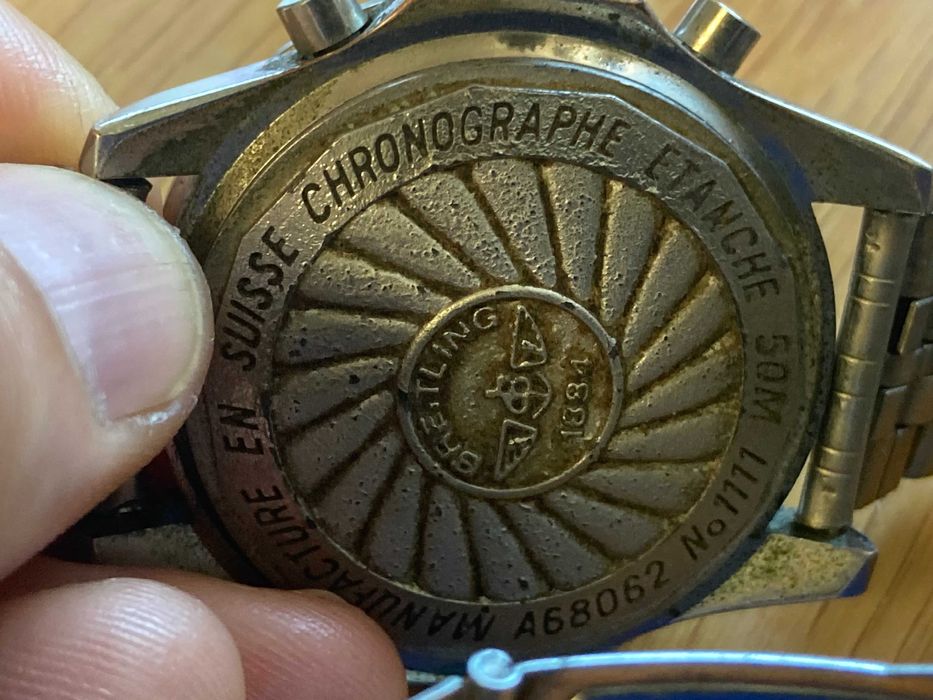 MANUFACTURE EN SUISSE CHRONOGRAPHE ETANCHE 50M No1111 A68062
BREITLING
1884